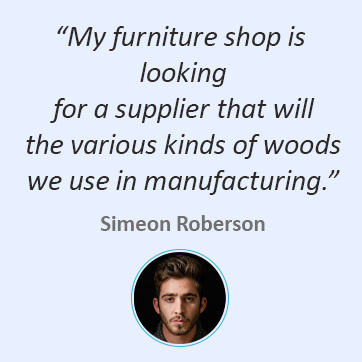 “My furniture shop is
looking
for a supplier that will
the various kinds of woods
we use in manufacturing.”
Simeon Roberson